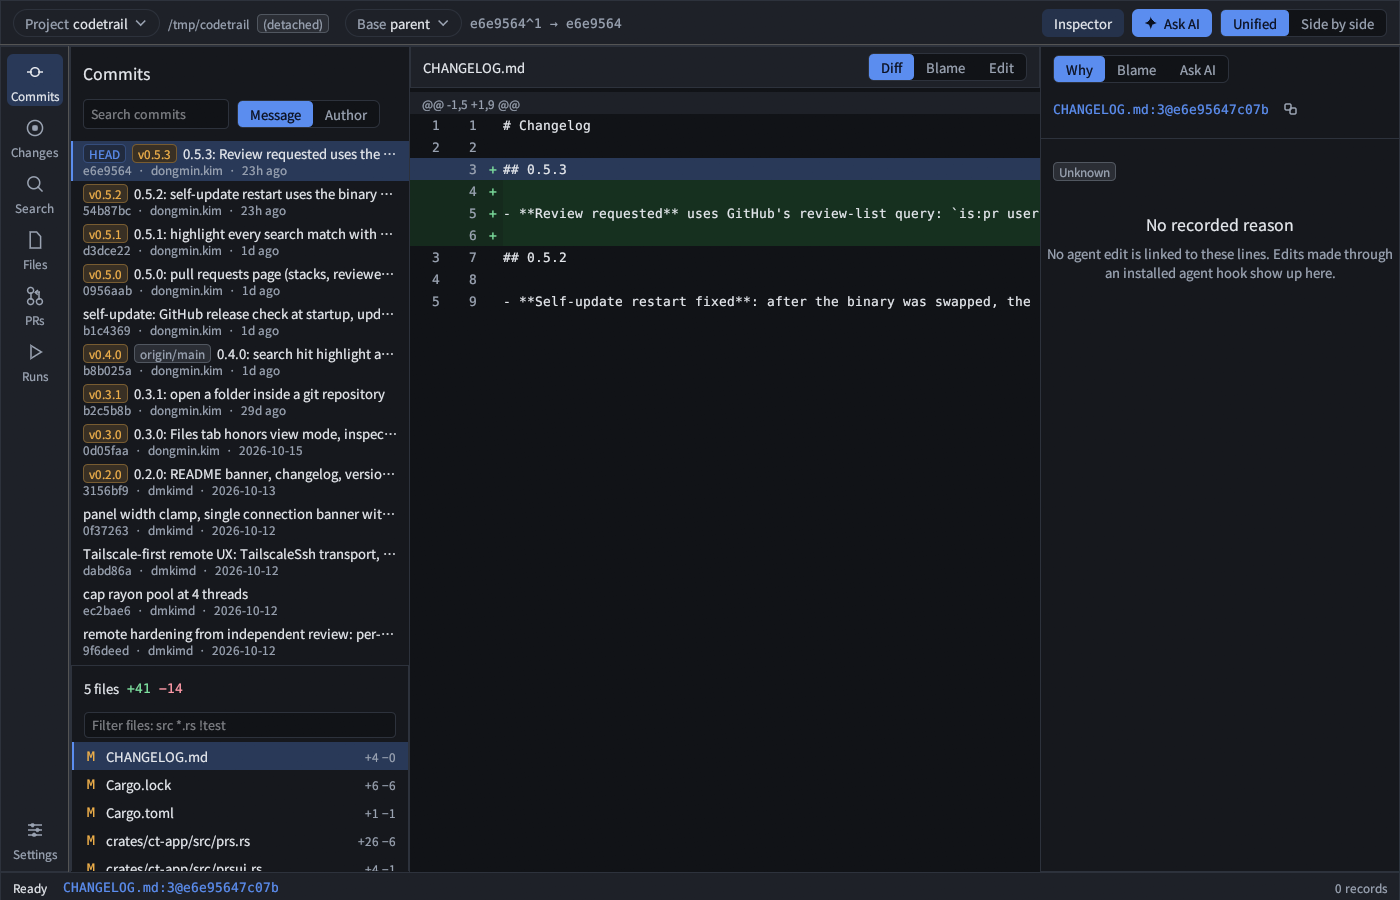 Project codetrail
/tmp/codetrail
(detached)
Base parent
e6e9564^1 → e6e9564
Inspector
Ask AI
Unified
Side by side
Commits
Changes
Search
Files
PRs
Runs
Settings
Commits
Search commits
Message
Author
HEAD v0.5.3 0.5.3: Review requested uses the ···
e6e9564 · dongmin.kim · 23h ago
v0.5.2 0.5.2: self-update restart uses the binary ···
54b87bc · dongmin.kim · 23h ago
v0.5.1 0.5.1: highlight every search match with ···
d3dce22 · dongmin.kim · 1d ago
v0.5.0 0.5.0: pull requests page (stacks, reviewe···
0956aab · dongmin.kim · 1d ago
self-update: GitHub release check at startup, upd···
b1c4369 · dongmin.kim · 1d ago
v0.4.0 origin/main 0.4.0: search hit highlight a···
b8b025a · dongmin.kim · 1d ago
v0.3.1 0.3.1: open a folder inside a git repository
b2c5b8b · dongmin.kim · 29d ago
v0.3.0 0.3.0: Files tab honors view mode, inspec···
0d05faa · dongmin.kim · 2026-10-15
v0.2.0 0.2.0: README banner, changelog, versio···
3156bf9 · dmkimd · 2026-10-13
panel width clamp, single connection banner wit···
0f37263 · dmkimd · 2026-10-12
Tailscale-first remote UX: TailscaleSsh transport, ···
dabd86a · dmkimd · 2026-10-12
cap rayon pool at 4 threads
ec2bae6 · dmkimd · 2026-10-12
remote hardening from independent review: per-···
9f6deed · dmkimd · 2026-10-12
5 files +41 −14
Filter files: src *.rs !test
M CHANGELOG.md +4 −0
M Cargo.lock +6 −6
M Cargo.toml +1 −1
M crates/ct-app/src/prs.rs +26 −6
M crates/ct-app/src/prsui.rs +4 −1
CHANGELOG.md
Diff
Blame
Edit
@@ -1,5 +1,9 @@
1 1 # Changelog
2 2
3 + ## 0.5.3
4 +
5 + - **Review requested** uses GitHub's review-list query: `is:pr user
6 +
3 7 ## 0.5.2
4 8
5 9 - **Self-update restart fixed**: after the binary was swapped, the
Why
Blame
Ask AI
CHANGELOG.md:3@e6e95647c07b
Unknown
No recorded reason
No agent edit is linked to these lines. Edits made through
an installed agent hook show up here.
Ready
CHANGELOG.md:3@e6e95647c07b
0 records